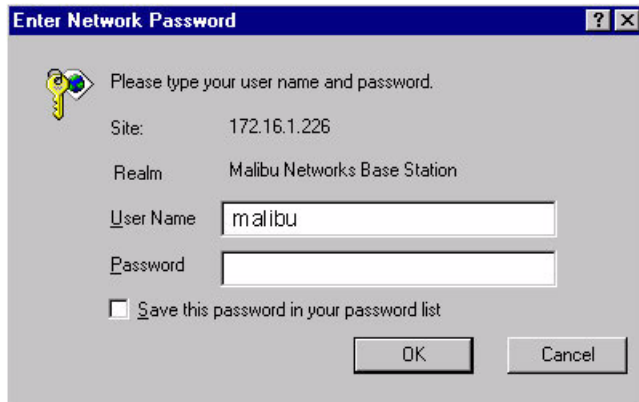 Enter Network Password
Please type your user name and password.
Site: 172.16.1.226
Realm Malibu Networks Base Station
User Name malibu
Password
Save this password in your password list
OK Cancel